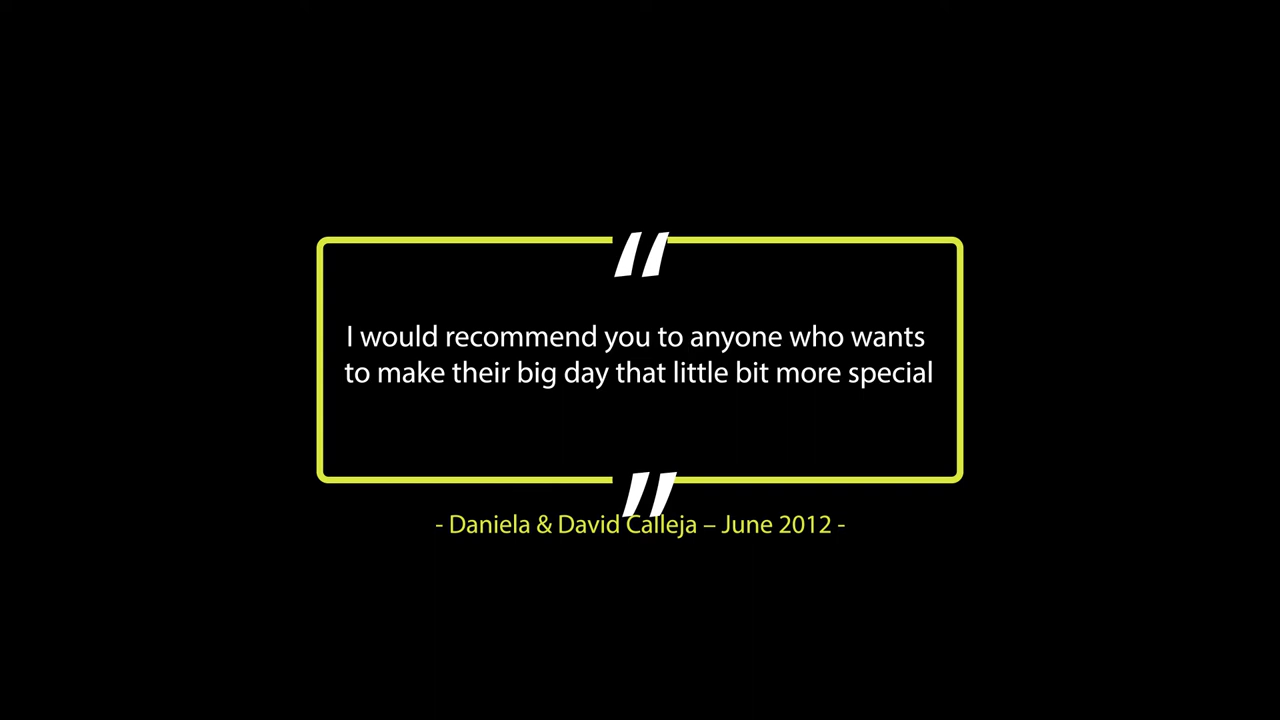 “
I would recommend you to anyone who wants
to make their big day that little bit more special
”
- Daniela & David Calleja – June 2012 -